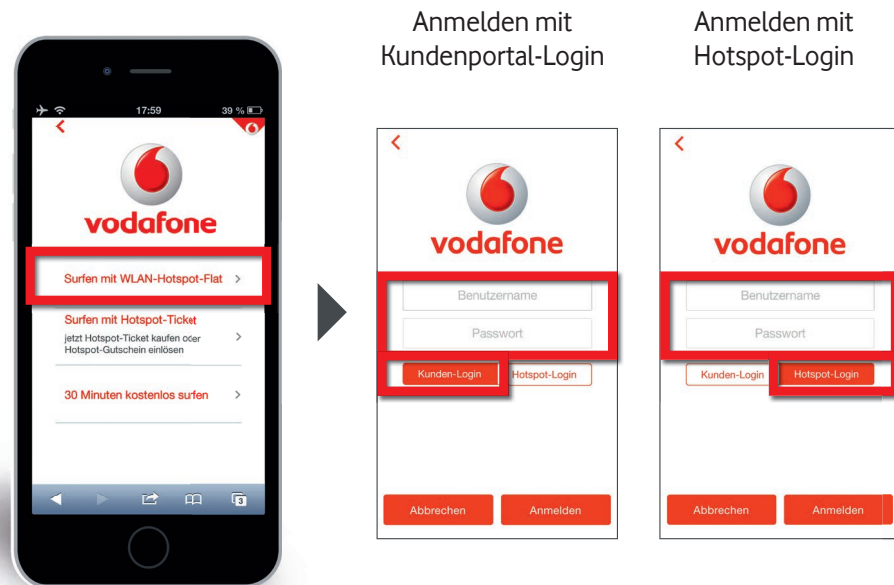 Anmelden mit
Kundenportal-Login
Anmelden mit
Hotspot-Login
17:59
39 %
vodafone
Surfen mit WLAN-Hotspot-Flat
Surfen mit Hotspot-Ticket
jetzt Hotspot-Ticket kaufen oder
Hotspot-Gutschein einlösen
30 Minuten kostenlos surfen
3
vodafone
Benutzername
Passwort
Kunden-Login Hotspot-Login
Abbrechen Anmelden
vodafone
Benutzername
Passwort
Kunden-Login Hotspot-Login
Abbrechen Anmelden